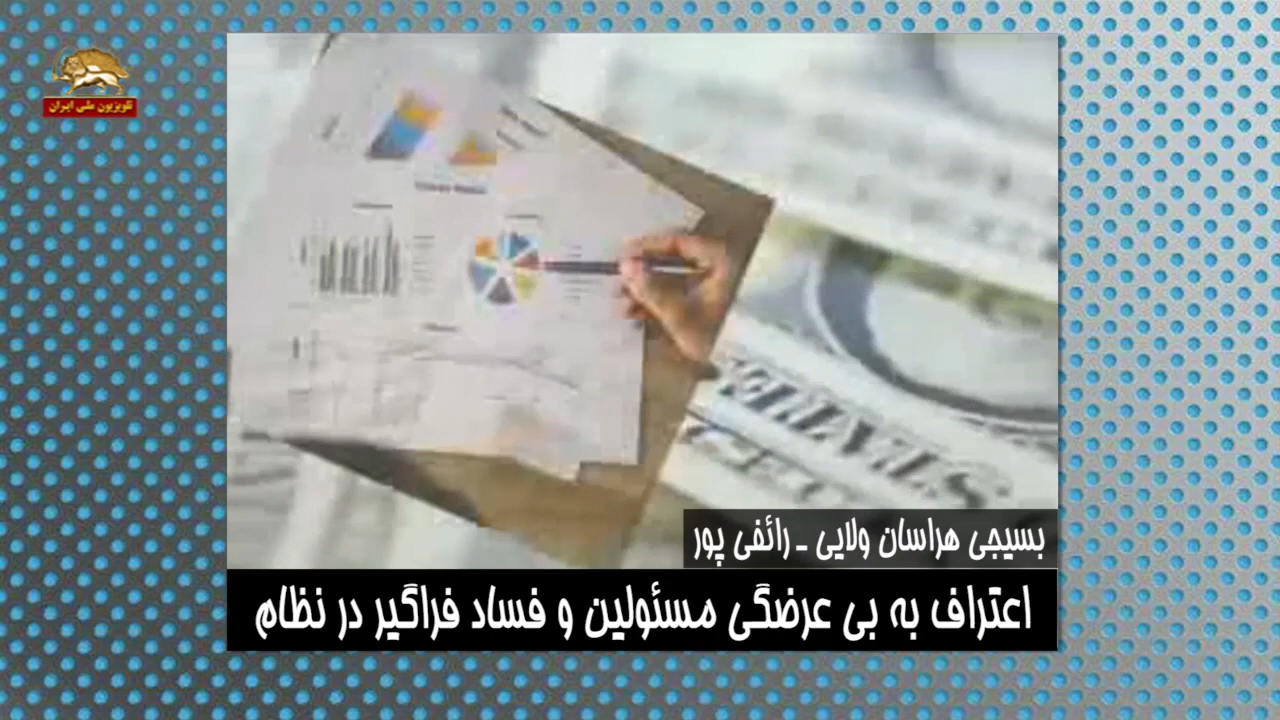 تلویزیون ملی ایران
بسیجی هراسان ولایی - رائفی پور
اعتراف به بی عرضگی مسئولین و فساد فراگیر در نظام